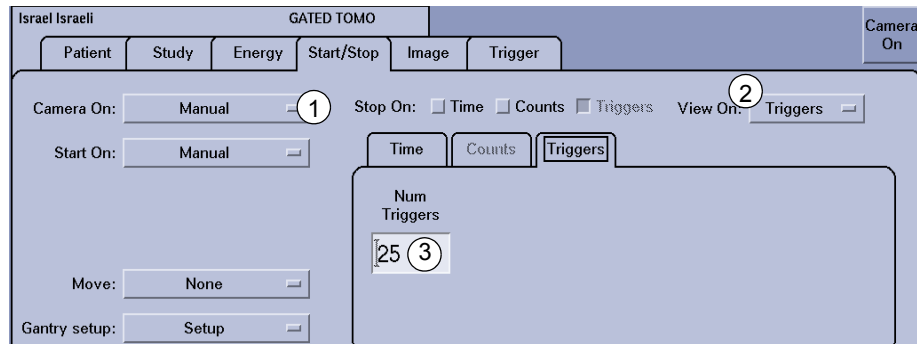 Israel Israeli GATED TOMO
Camera On
Patient Study Energy Start/Stop Image Trigger
Camera On: Manual 1 Stop On: Time Counts Triggers View On: 2 Triggers
Start On: Manual Time Counts Triggers
Num Triggers
25 3
Move: None
Gantry setup: Setup